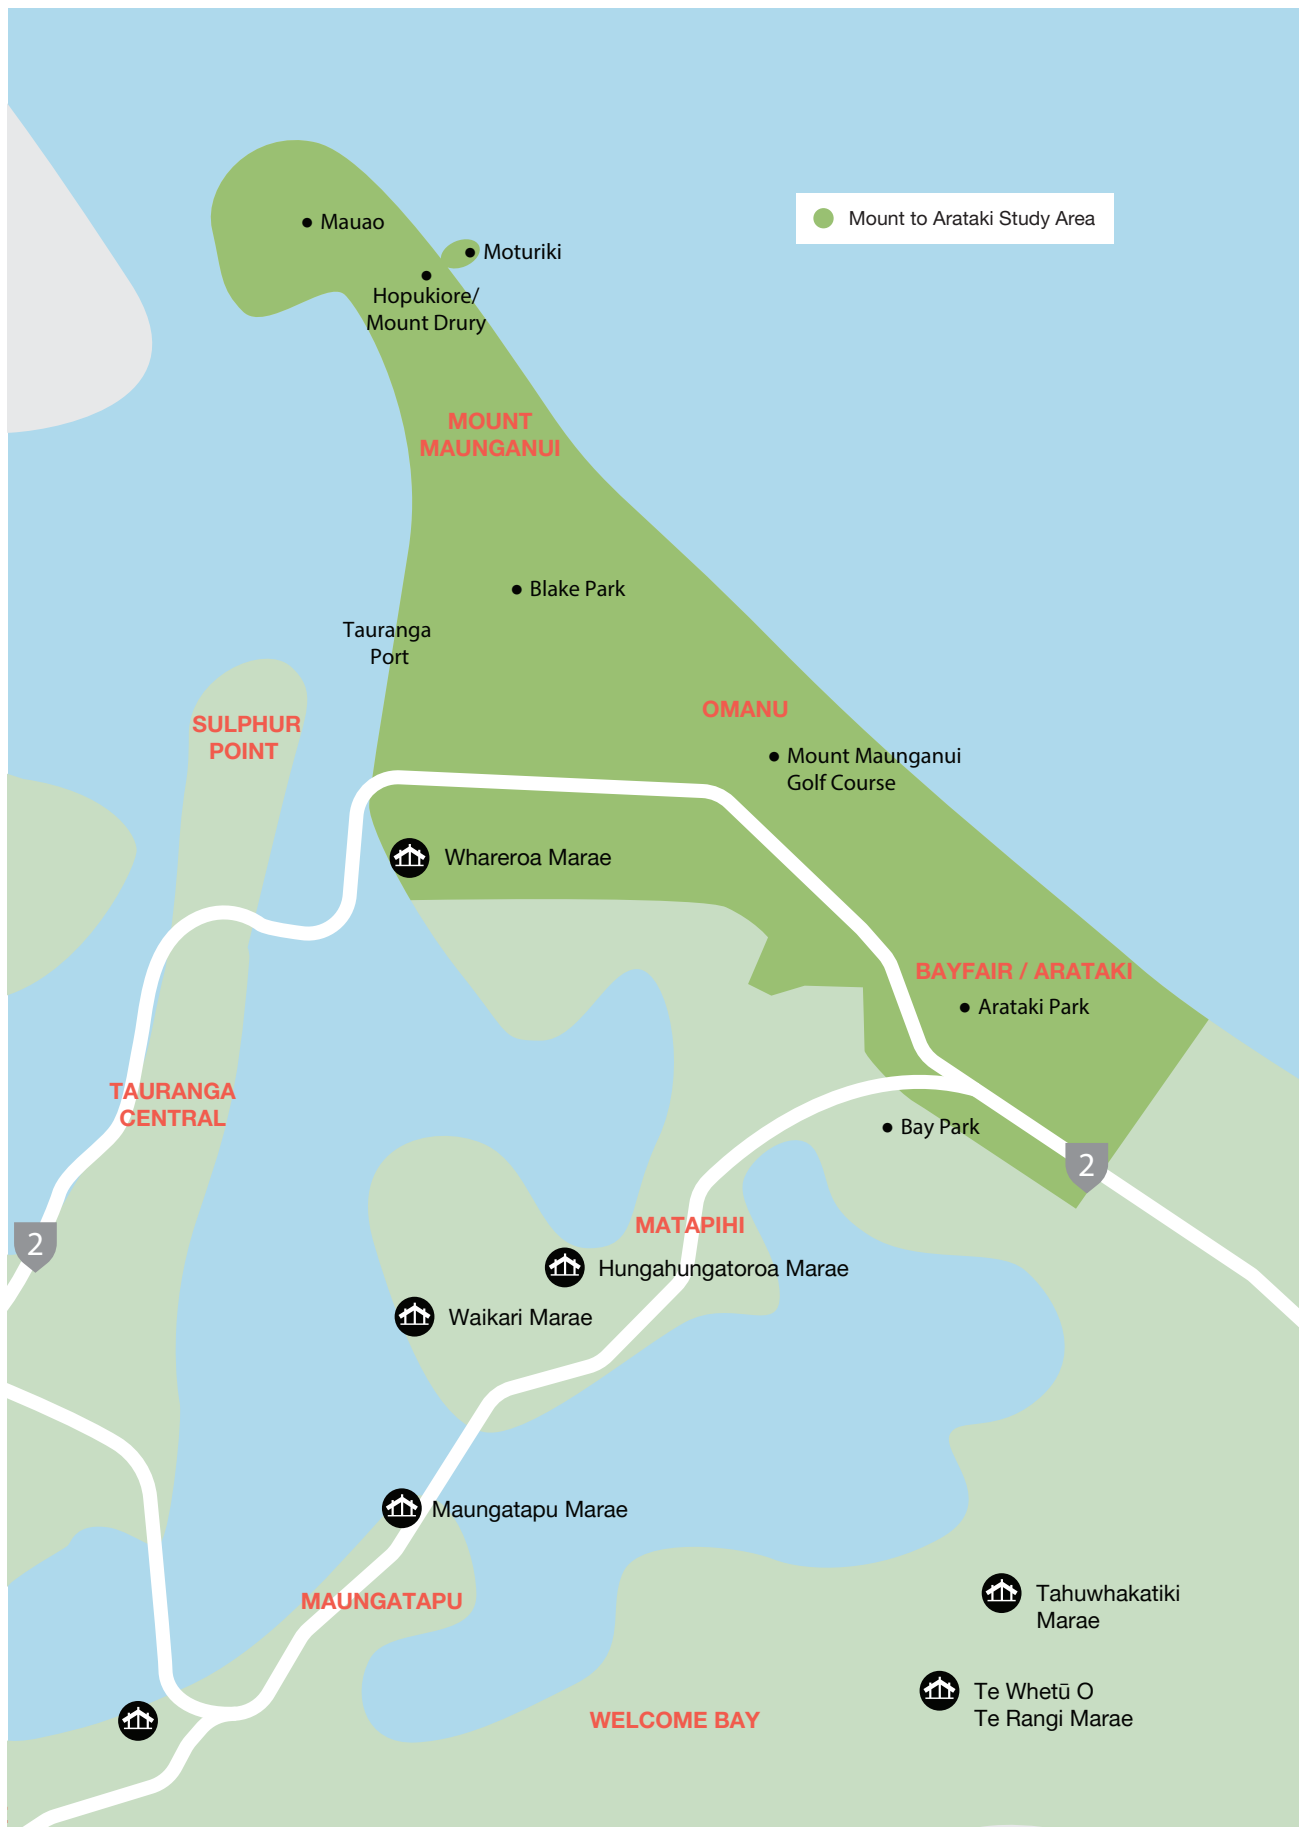 Mauao
Mount to Arataki Study Area
Moturiki
Hopukiore/
Mount Drury
MOUNT
MAUNGANUI
Blake Park
Tauranga
Port
SULPHUR
POINT
OMANU
Mount Maunganui
Golf Course
Whareroa Marae
BAYFAIR / ARATAKI
Arataki Park
TAURANGA
CENTRAL
Bay Park
2
2
MATAPIHI
Hungahungatoroa Marae
Waikari Marae
Maungatapu Marae
MAUNGATAPU
Tahuwhakatiki
Marae
Te Whetū O
Te Rangi Marae
WELCOME BAY